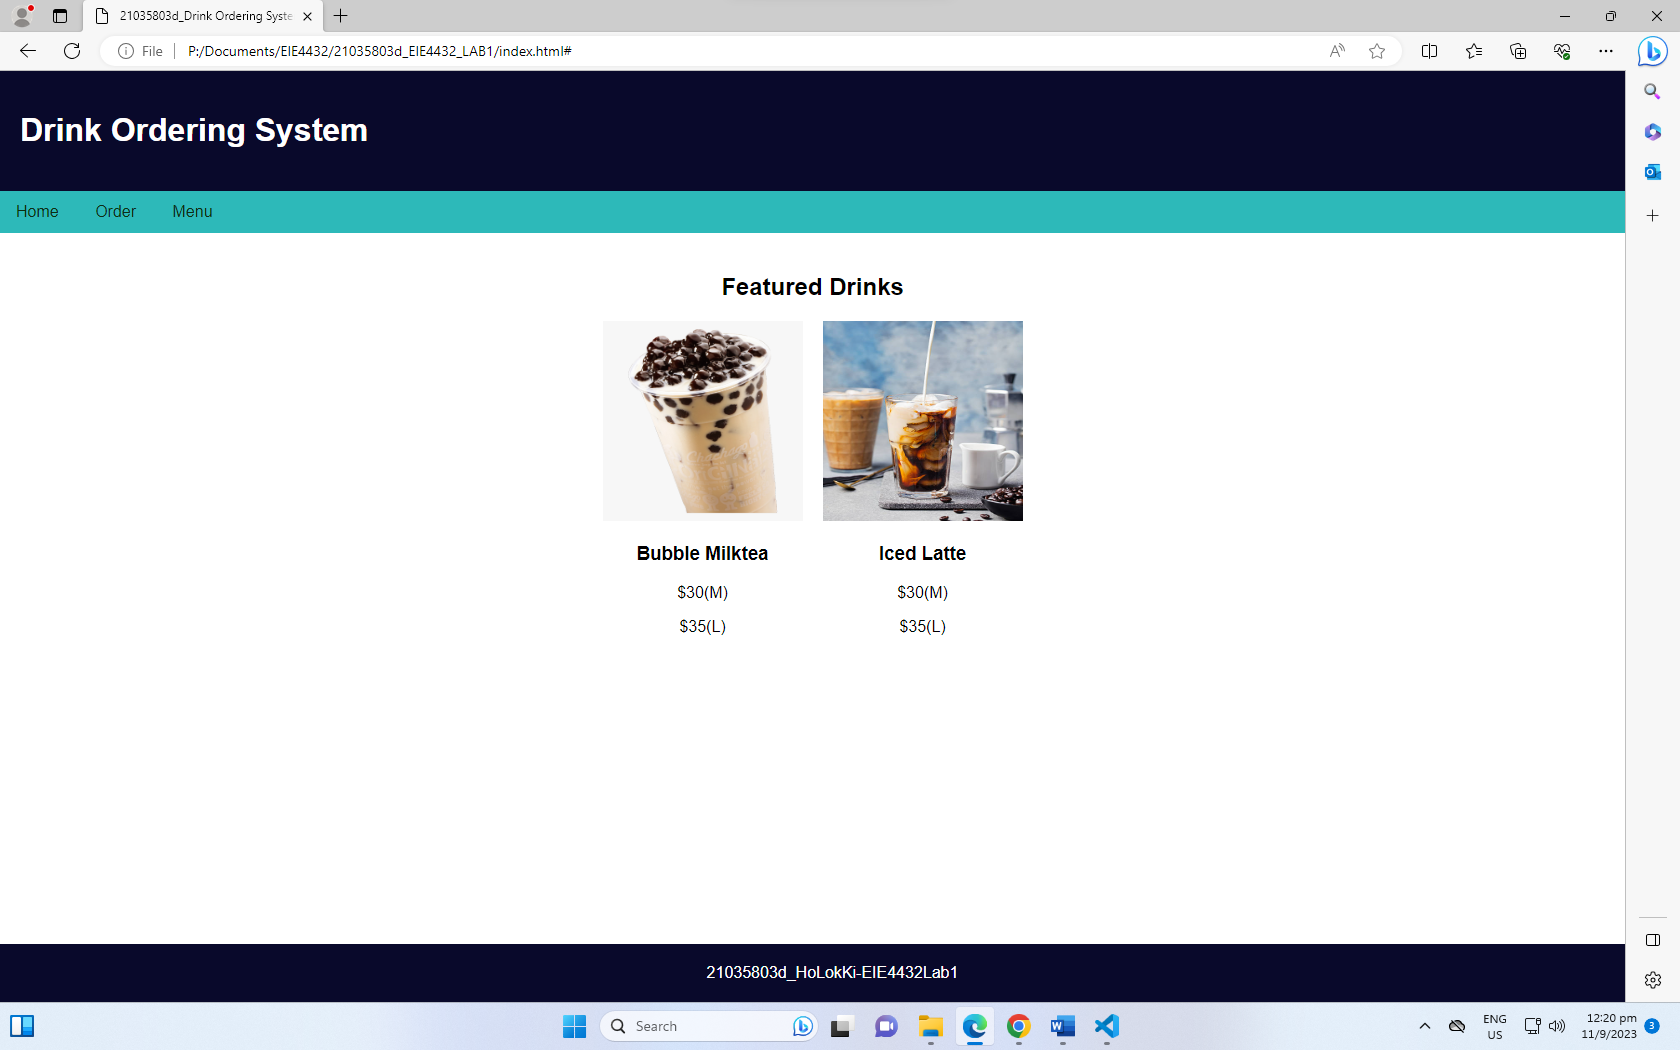 21035803d_Drink Ordering Syste
File
P:/Documents/EIE4432/21035803d_EIE4432_LAB1/index.html#
Drink Ordering System
Home Order Menu
Featured Drinks
Bubble Milktea
$30(M)
$35(L)
Iced Latte
$30(M)
$35(L)
21035803d_HoLokKi-EIE4432Lab1
Search
ENG
US
12:20 pm
11/9/2023
3